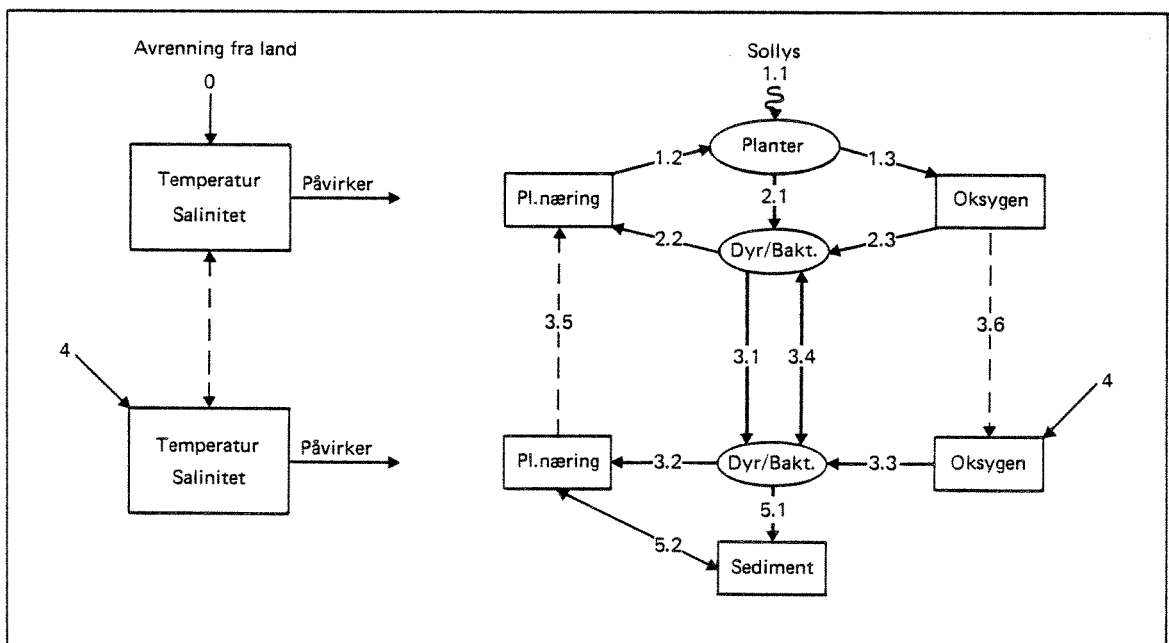 Avrenning fra land
0
Temperatur
Salinitet
Påvirker
4
Temperatur
Salinitet
Påvirker
Sollys
1.1
Planter
1.2
1.3
Pl.næring
2.1
Oksygen
2.2
Dyr/Bakt.
2.3
3.5
3.1
3.4
3.6
4
Pl.næring
3.2
Dyr/Bakt.
3.3
Oksygen
5.1
5.2
Sediment